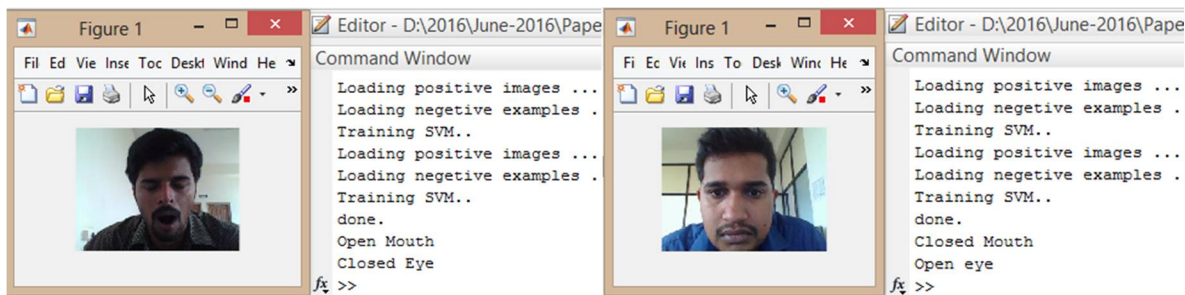 Figure 1
Fil Ed Vie Inse Toc Deskt Wind He
Editor - D:\2016\June-2016\Pape
Command Window
Loading positive images ...
Loading negetive examples .
Training SVM..
Loading positive images ...
Loading negetive examples .
Training SVM..
done.
Open Mouth
Closed Eye
fx >>
Figure 1
Fi Ec Vie Ins To Desk Winc He
Editor - D:\2016\June-2016\Pape
Command Window
Loading positive images ...
Loading negetive examples .
Training SVM..
Loading positive images ...
Loading negetive examples .
Training SVM..
done.
Closed Mouth
Open eye
fx >>